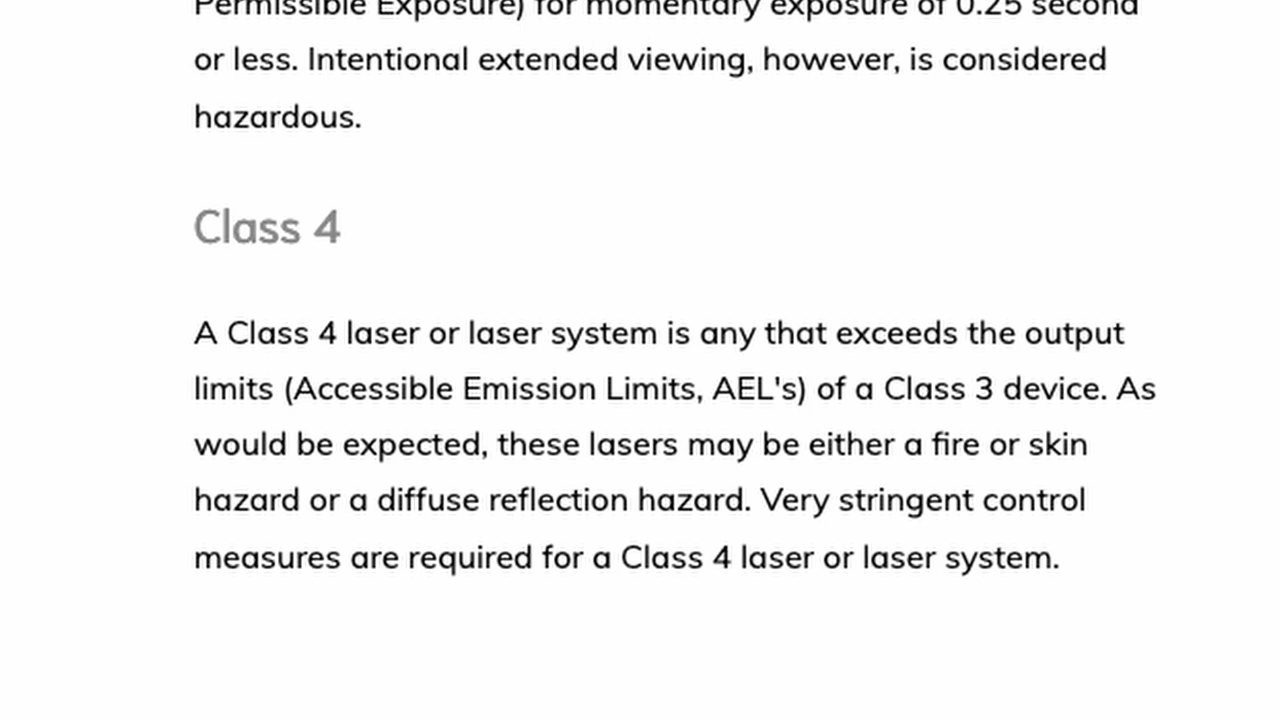 Permissible Exposure) for momentary exposure of 0.25 second
or less. Intentional extended viewing, however, is considered
hazardous.
Class 4
A Class 4 laser or laser system is any that exceeds the output
limits (Accessible Emission Limits, AEL's) of a Class 3 device. As
would be expected, these lasers may be either a fire or skin
hazard or a diffuse reflection hazard. Very stringent control
measures are required for a Class 4 laser or laser system.